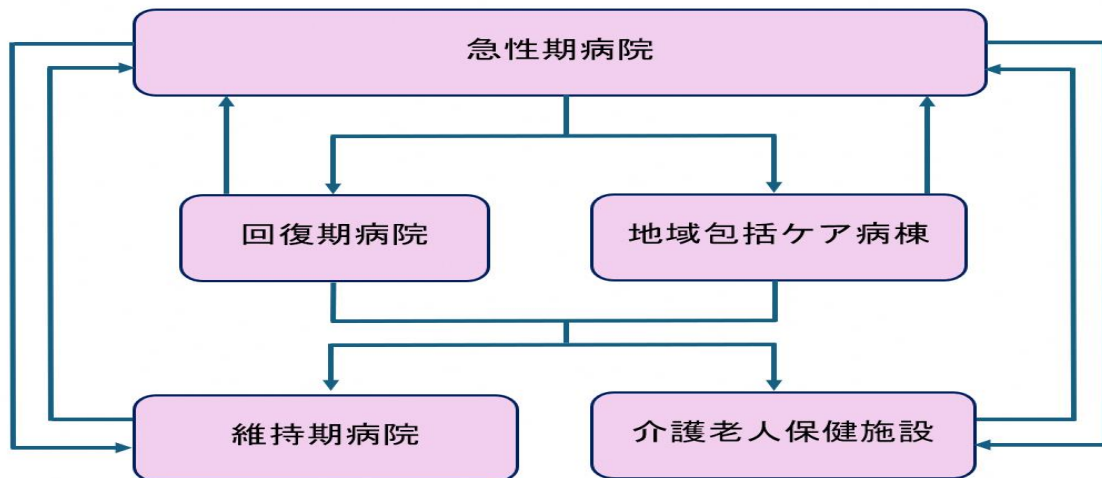 急性期病院
回復期病院
地域包括ケア病棟
維持期病院
介護老人保健施設